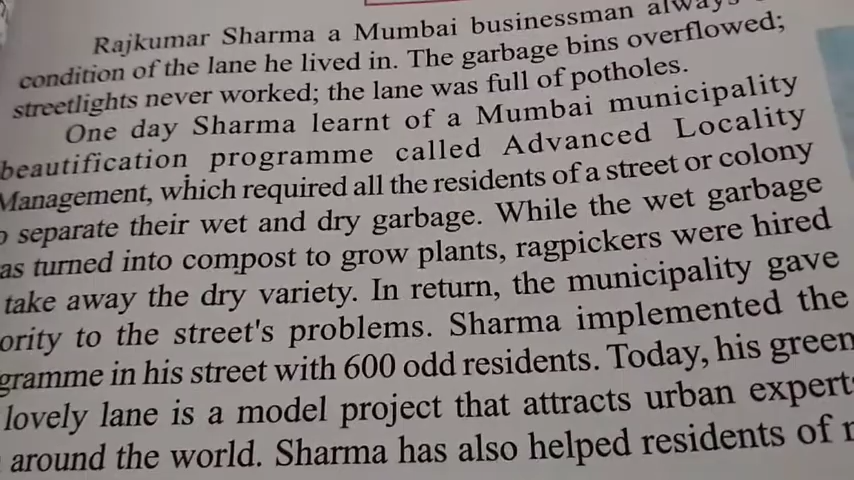 Rajkumar Sharma a Mumbai businessman always
condition of the lane he lived in. The garbage bins overflowed;
streetlights never worked; the lane was full of potholes.
One day Sharma learnt of a Mumbai municipality
beautification programme called Advanced Locality
Management, which required all the residents of a street or colony
separate their wet and dry garbage. While the wet garbage
as turned into compost to grow plants, ragpickers were hired
take away the dry variety. In return, the municipality gave
ority to the street's problems. Sharma implemented the
gramme in his street with 600 odd residents. Today, his green
lovely lane is a model project that attracts urban experts
around the world. Sharma has also helped residents of